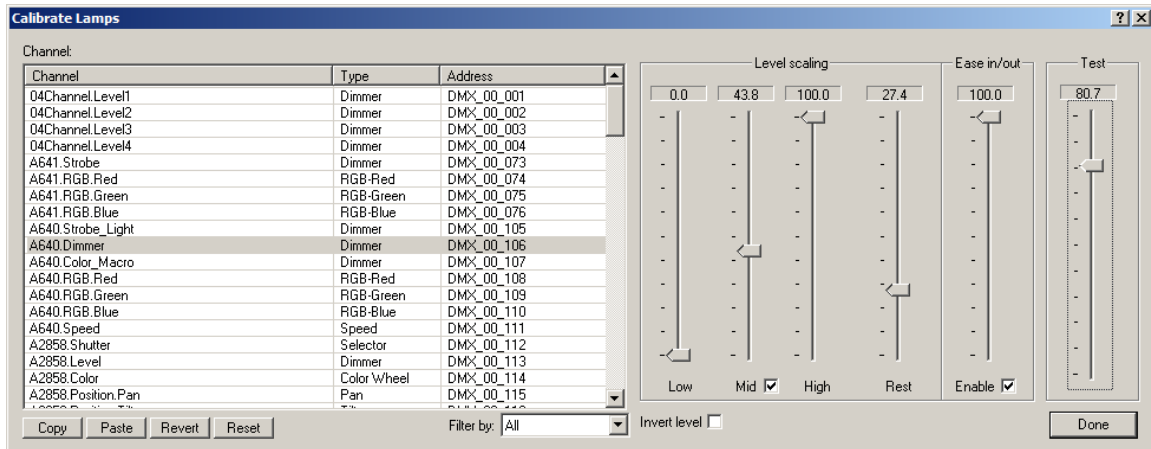 Calibrate Lamps
Channel:
Channel Type Address
04Channel.Level1 Dimmer DMX_00_001
04Channel.Level2 Dimmer DMX_00_002
04Channel.Level3 Dimmer DMX_00_003
04Channel.Level4 Dimmer DMX_00_004
A641.Strobe Dimmer DMX_00_073
A641.RGB.Red RGB-Red DMX_00_074
A641.RGB.Green RGB-Green DMX_00_075
A641.RGB.Blue RGB-Blue DMX_00_076
A640.Strobe_Light Dimmer DMX_00_105
A640.Dimmer Dimmer DMX_00_106
A640.Color_Macro Dimmer DMX_00_107
A640.RGB.Red RGB-Red DMX_00_108
A640.RGB.Green RGB-Green DMX_00_109
A640.RGB.Blue RGB-Blue DMX_00_110
A640.Speed Speed DMX_00_111
A2858.Shutter Selector DMX_00_112
A2858.Level Dimmer DMX_00_113
A2858.Color Color Wheel DMX_00_114
A2858.Position.Pan Pan DMX_00_115
Copy Paste Revert Reset Filter by: All
Level scaling Ease in/out Test
0.0 43.8 100.0 27.4 100.0 80.7
Low Mid High Rest Enable
Invert level Done